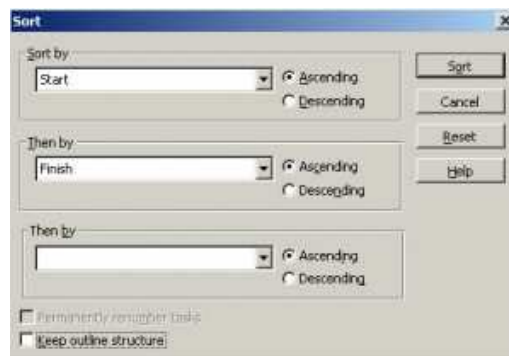 Sort
Sort by
Start
Ascending
Descending
Then by
Finish
Ascending
Descending
Then by
Ascending
Descending
Permanently renumber tasks
Keep outline structure
Sort
Cancel
Reset
Help